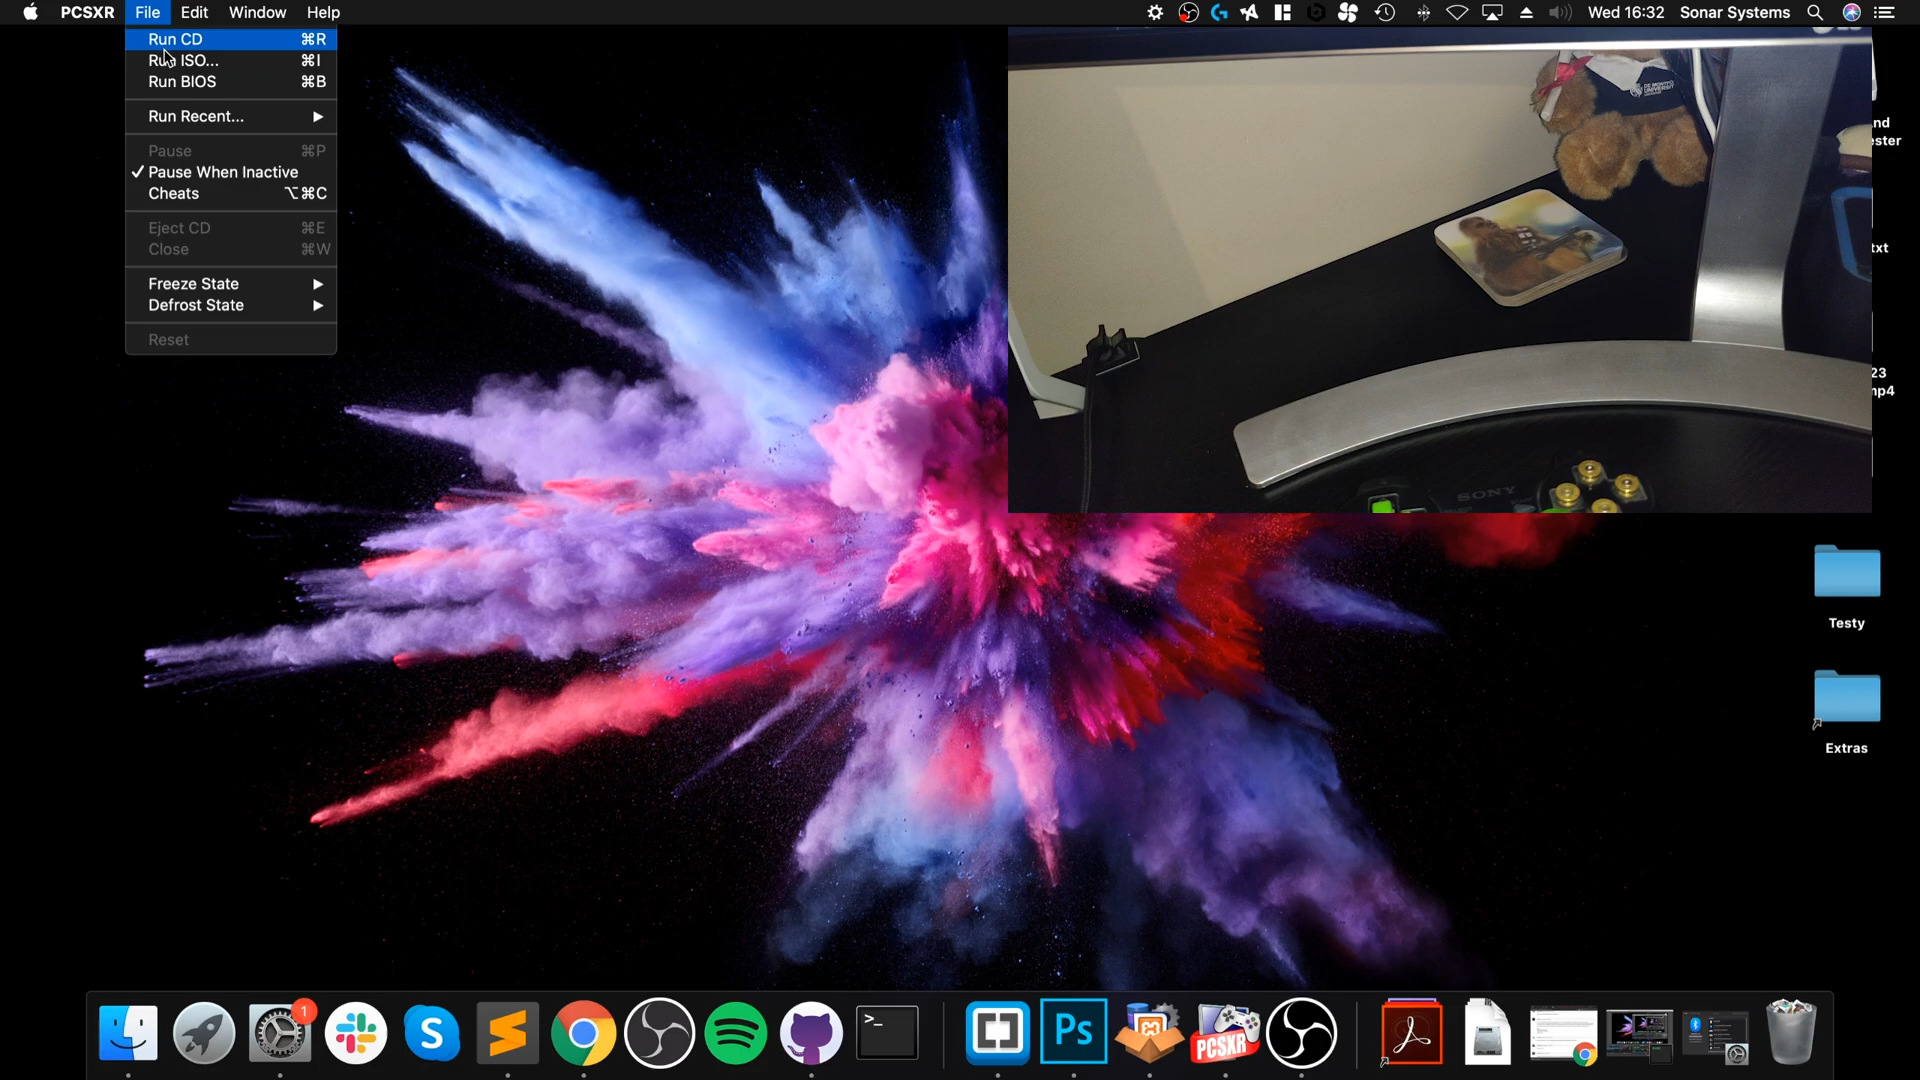 PCSXR File Edit Window Help
Wed 16:32 Sonar Systems
Run CD ⌘R
Run ISO... ⌘I
Run BIOS ⌘B
Run Recent...
Pause ⌘P
✓ Pause When Inactive
Cheats ⌥⌘C
Eject CD ⌘E
Close ⌘W
Freeze State
Defrost State
Reset
SONY
nd
ster
txt
23
np4
Testy
Extras
1
S
>_
Ps
PCSXR